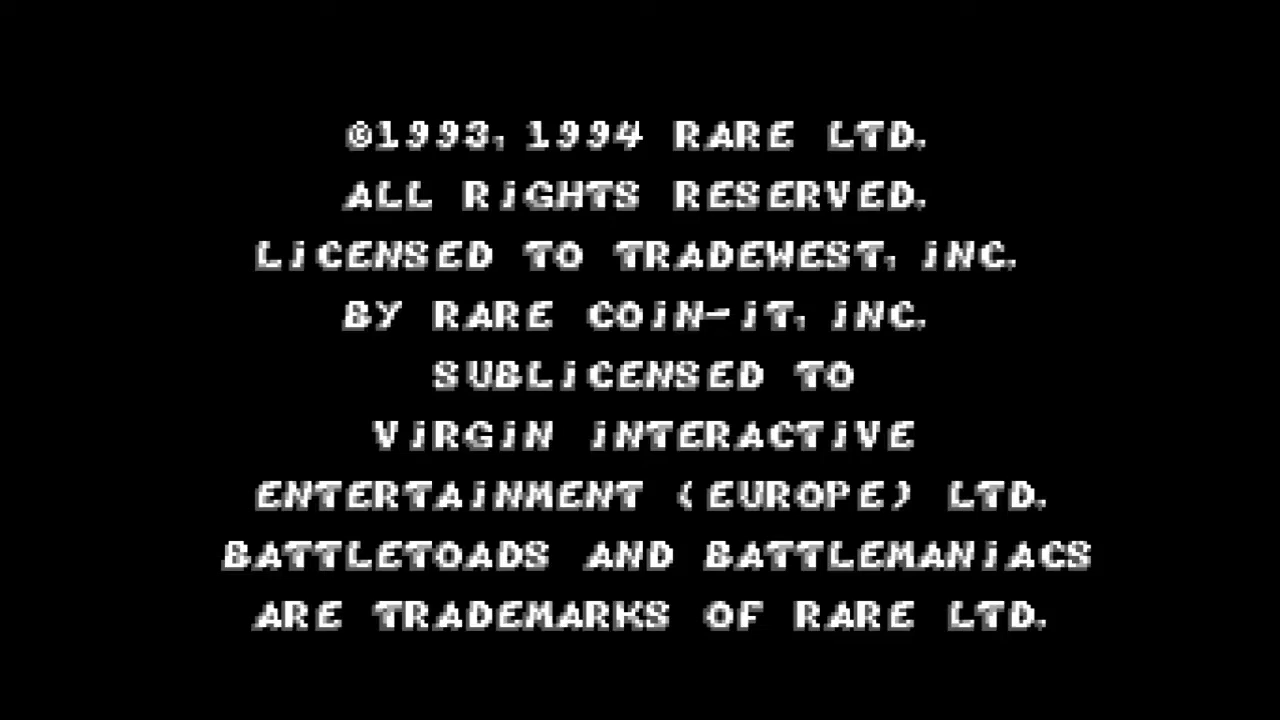 ©1993, 1994 RARE LTD.
ALL RiGHTS RESERVED.
LiCENSED TO TRADEWEST, iNC.
BY RARE COiN-iT, iNC.
SUBLiCENSED TO
ViRGiN iNTERACTiVE
ENTERTAiNMENT (EUROPE) LTD.
BATTLETOADS AND BATTLEMANiACS
ARE TRADEMARKS OF RARE LTD.